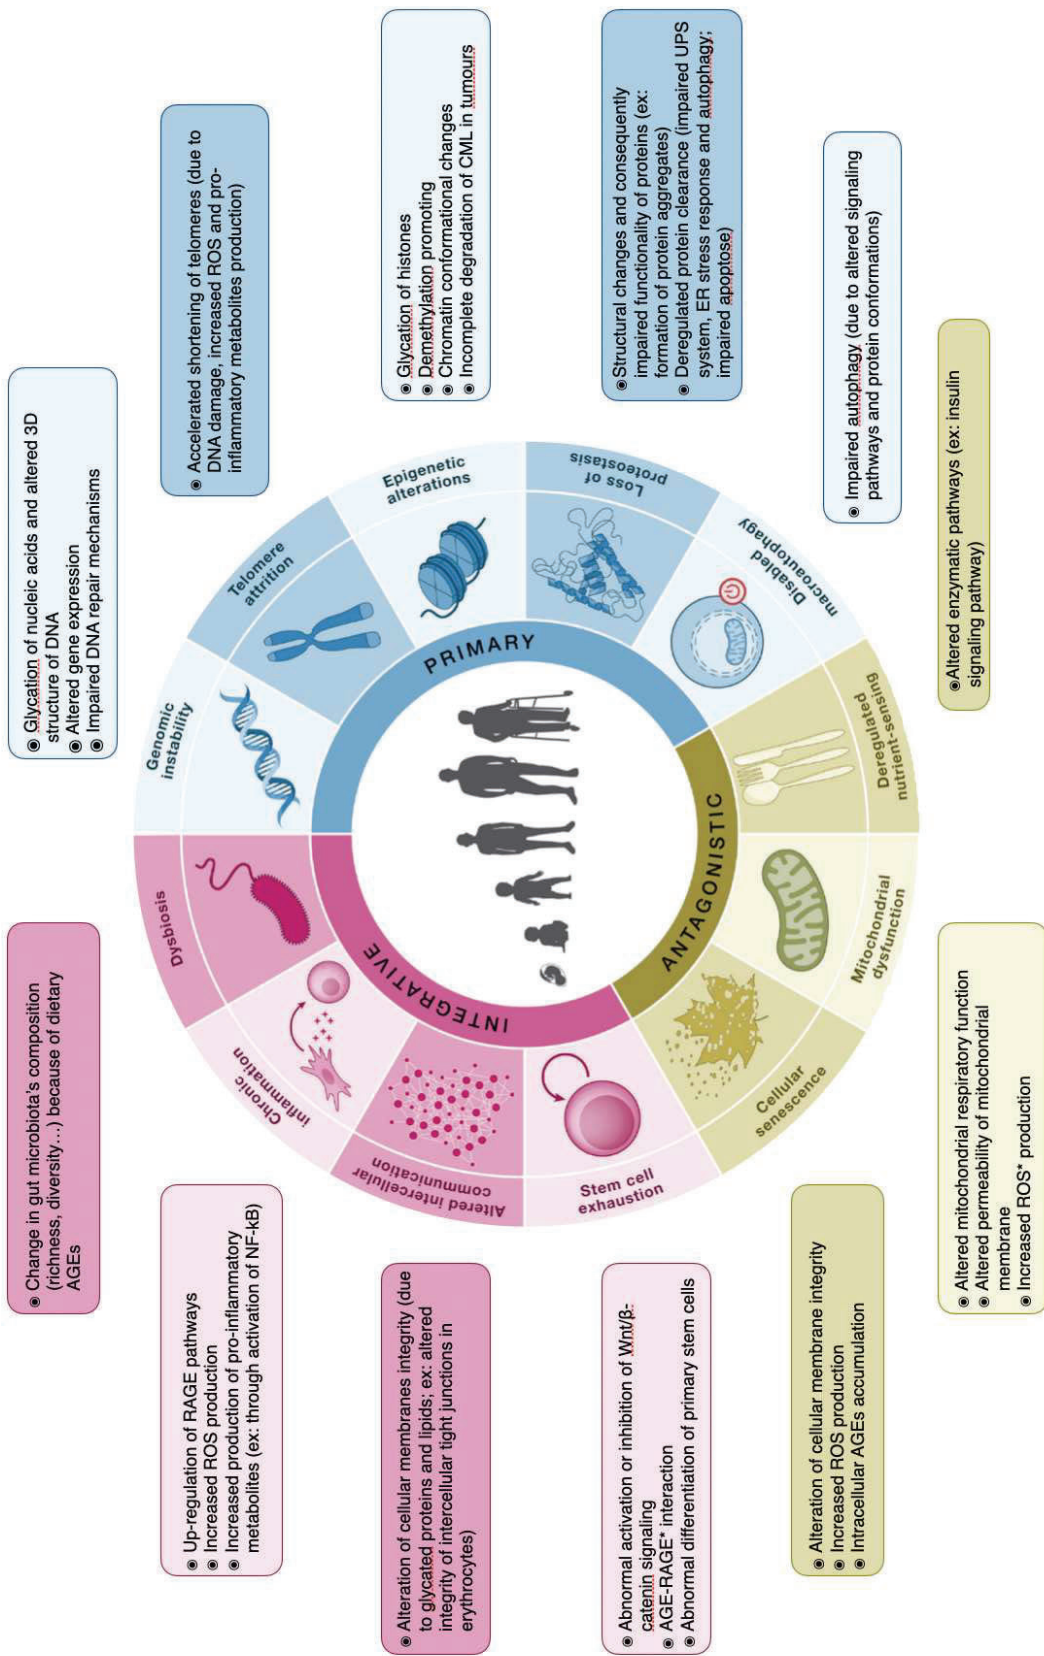 Change in gut microbiota's composition
(richness, diversity...) because of dietary
AGEs
Glycation of nucleic acids and altered 3D
structure of DNA
Altered gene expression
Impaired DNA repair mechanisms
Up-regulation of RAGE pathways
Increased ROS production
Increased production of pro-inflammatory
metabolites (ex: through activation of NF-kB)
Accelerated shortening of telomeres (due to
DNA damage, increased ROS and pro-
inflammatory metabolites production)
Alteration of cellular membranes integrity (due
to glycated proteins and lipids; ex: altered
integrity of intercellular tight junctions in
erythrocytes)
Glycation of histones
Demethylation promoting
Chromatin conformational changes
Incomplete degradation of CML in tumours
Abnormal activation or inhibition of Wnt/β-
catenin signaling
AGE-RAGE* interaction
Abnormal differentiation of primary stem cells
Structural changes and consequently
impaired functionality of proteins (ex:
formation of protein aggregates)
Deregulated protein clearance (impaired UPS
system, ER stress response and autophagy;
impaired apoptose)
Alteration of cellular membrane integrity
Increased ROS production
Intracellular AGEs accumulation
Impaired autophagy (due to altered signaling
pathways and protein conformations)
Altered mitochondrial respiratory function
Altered permeability of mitochondrial
membrane
Increased ROS* production
Altered enzymatic pathways (ex: insulin
signaling pathway)
Dysbiosis
Genomic
instability
Telomere
attrition
Epigenetic
alterations
Loss of
proteostasis
Disabled
macroautophagy
Deregulated
nutrient-sensing
Mitochondrial
dysfunction
Cellular
senescence
Stem cell
exhaustion
Altered intercellular
communication
Chronic
inflammation
PRIMARY
ANTAGONISTIC
INTEGRATIVE